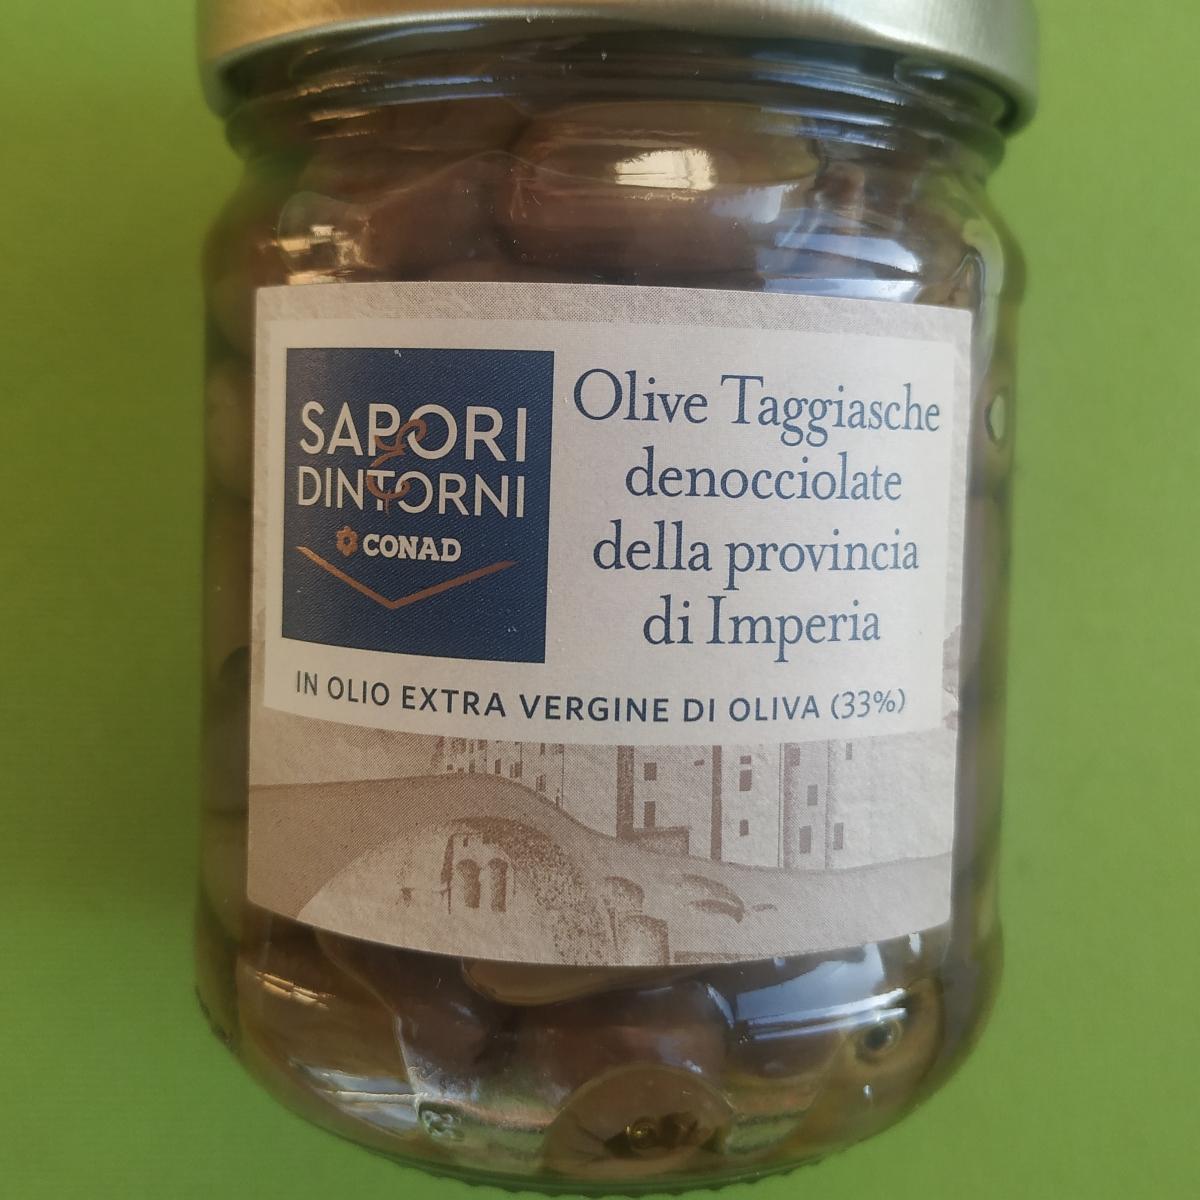 SAPORI
&
DINTORNI
CONAD
Olive Taggiasche
denocciolate
della provincia
di Imperia
IN OLIO EXTRA VERGINE DI OLIVA (33%)